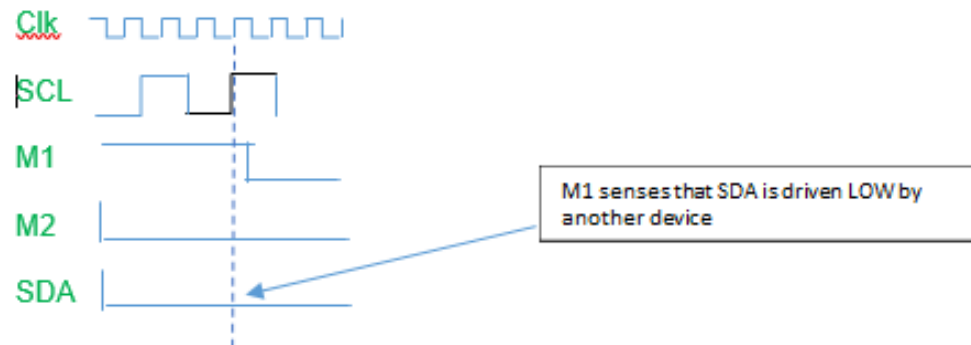 Clk
SCL
M1
M2
SDA
M1 senses that SDA is driven LOW by
another device